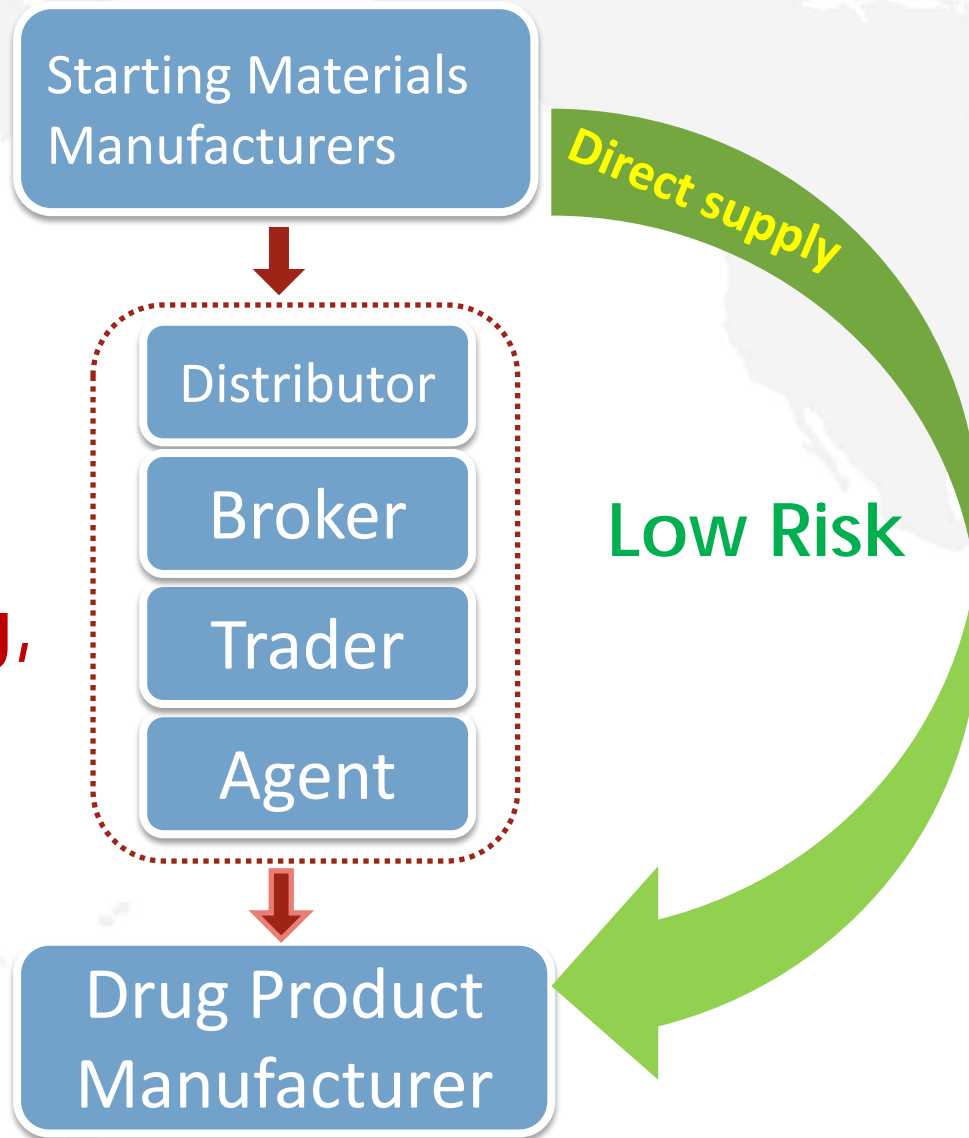 Starting Materials
Manufacturers
Direct supply
Distributor
Broker
Low Risk
Trader
Agent
Drug Product
Manufacturer